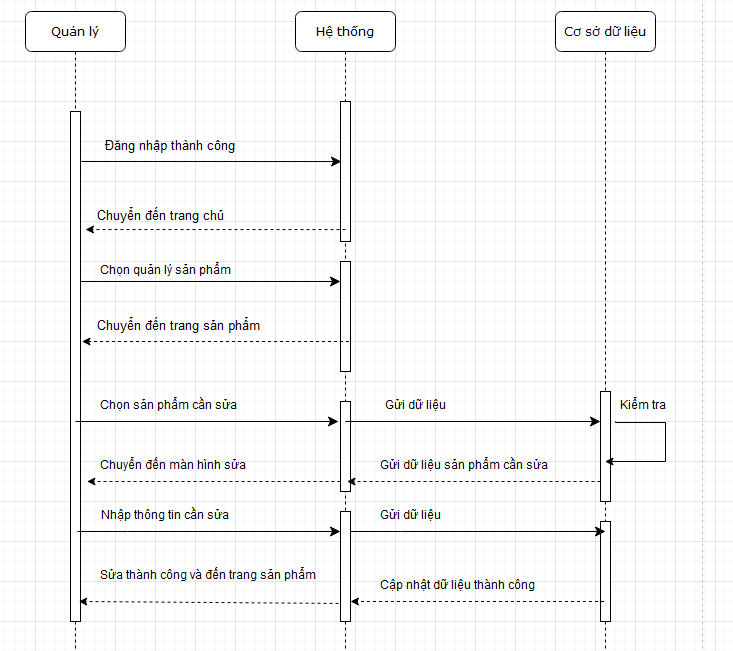 Quản lý
Hệ thống
Cơ sở dữ liệu
Đăng nhập thành công
Chuyển đến trang chủ
Chọn quản lý sản phẩm
Chuyển đến trang sản phẩm
Chọn sản phẩm cần sửa
Gửi dữ liệu
Kiểm tra
Chuyển đến màn hình sửa
Gửi dữ liệu sản phẩm cần sửa
Nhập thông tin cần sửa
Gửi dữ liệu
Sửa thành công và đến trang sản phẩm
Cập nhật dữ liệu thành công